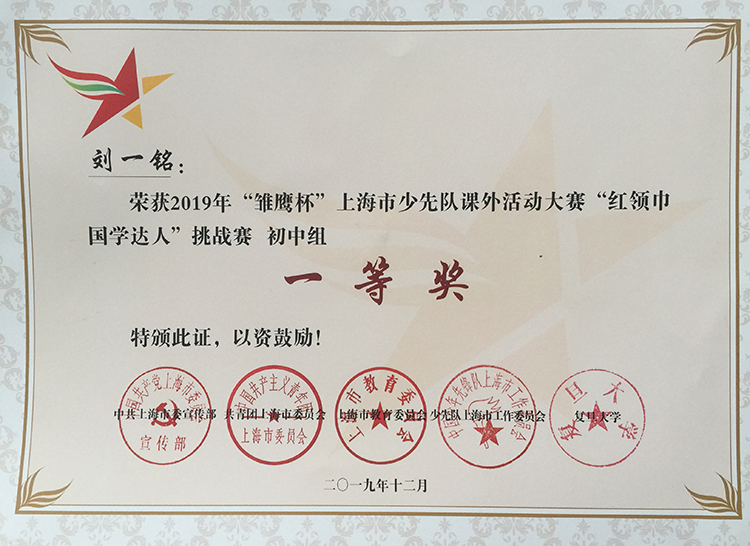 刘一铭：
荣获2019年“雏鹰杯”上海市少先队课外活动大赛“红领巾
国学达人”挑战赛 初中组
一等奖
特颁此证，以资鼓励！
中国共产党上海市委员会
宣传部
中国共产主义青年团
上海市委员会
上海市教育委员会
中国少年先锋队上海市工作委员会
复旦大学
中共上海市委宣传部 共青团上海市委员会 上海市教育委员会 少先队上海市工作委员会 复旦大学
二〇一九年十二月